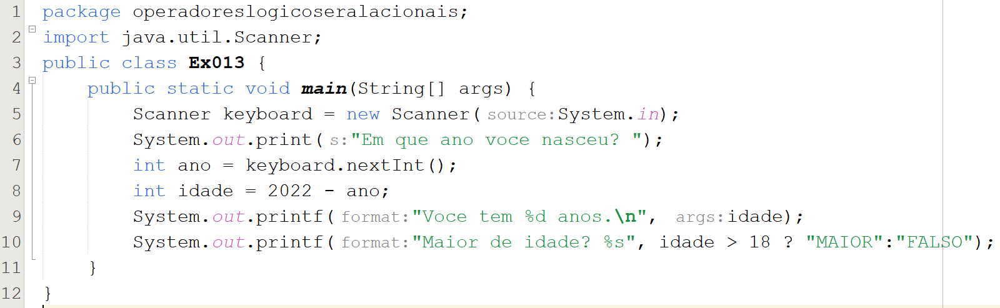 1 package operadoreslogicoseralacionais;
2 import java.util.Scanner;
3 public class Ex013 {
4 public static void main(String[] args) {
5 Scanner keyboard = new Scanner( source:System.in);
6 System.out.print( s:"Em que ano voce nasceu? ");
7 int ano = keyboard.nextInt();
8 int idade = 2022 - ano;
9 System.out.printf( format:"Voce tem %d anos.\n", args:idade);
10 System.out.printf( format:"Maior de idade? %s", idade > 18 ? "MAIOR":"FALSO");
11 }
12 }